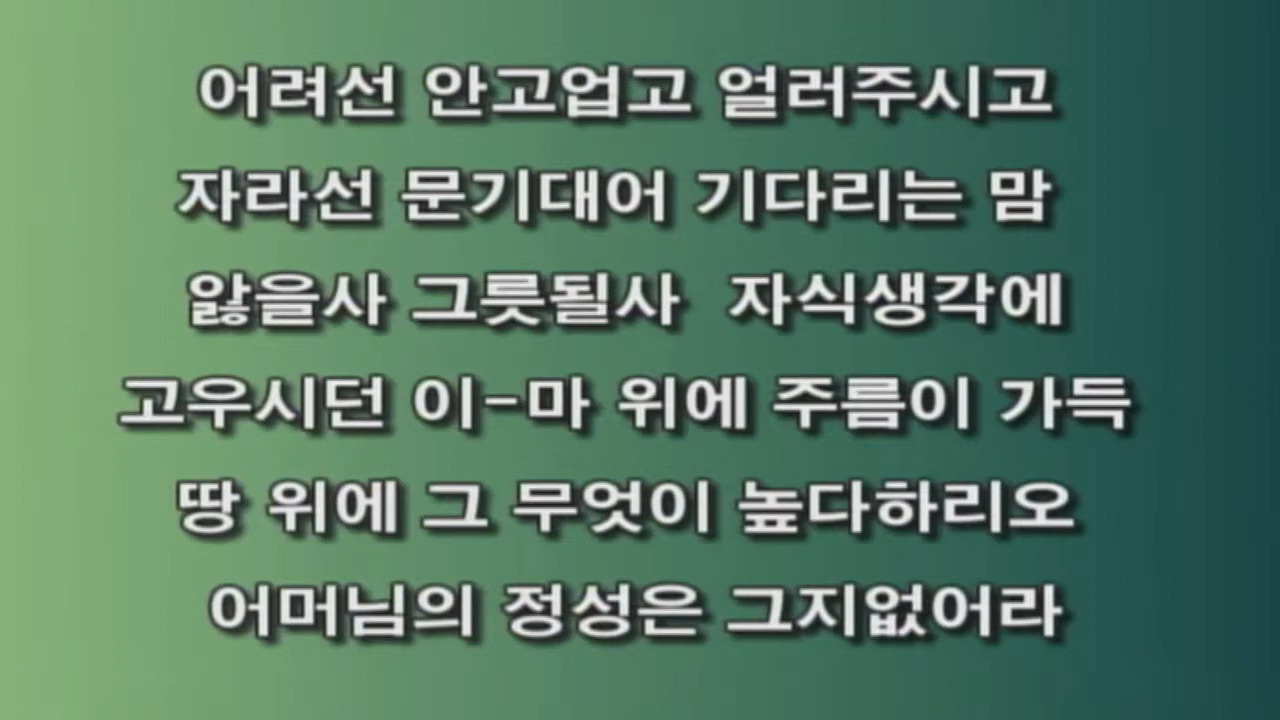 어려선 안고업고 얼러주시고
자라선 문기대어 기다리는 맘
앓을사 그릇될사 자식생각에
고우시던 이-마 위에 주름이 가득
땅 위에 그 무엇이 높다하리오
어머님의 정성은 그지없어라